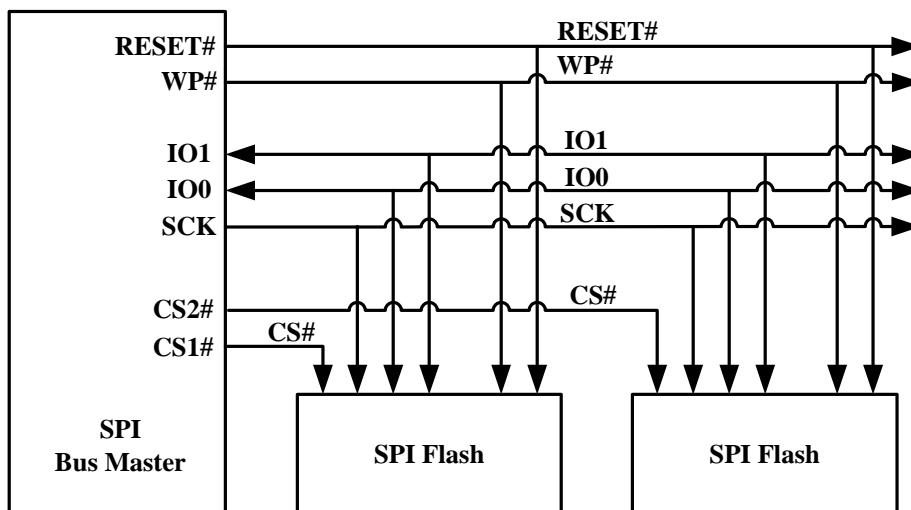 RESET#
RESET#
WP#
WP#
IO1
IO1
IO0
IO0
SCK
SCK
CS2#
CS#
CS1#
CS#
SPI
Bus Master
SPI Flash
SPI Flash